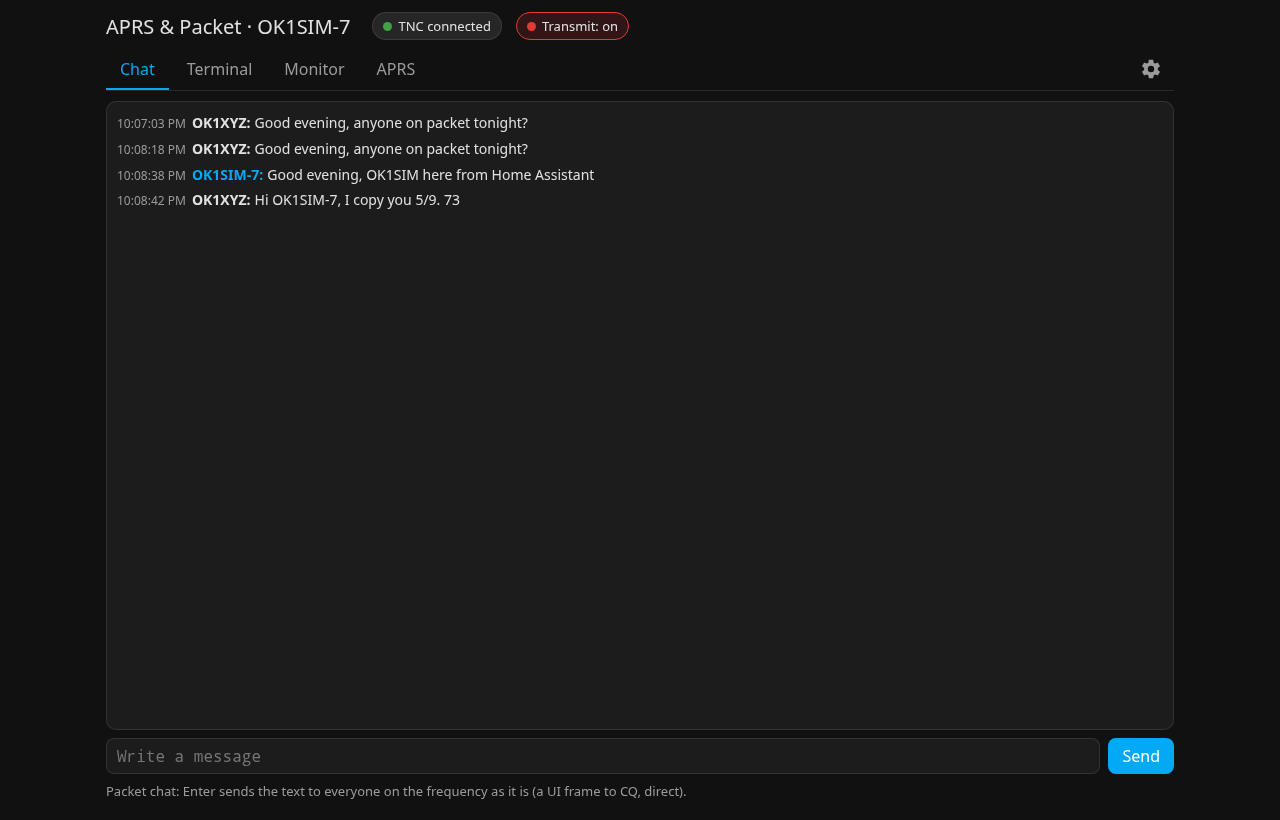 APRS & Packet · OK1SIM-7
TNC connected
Transmit: on
Chat
Terminal
Monitor
APRS
10:07:03 PM OK1XYZ: Good evening, anyone on packet tonight?
10:08:18 PM OK1XYZ: Good evening, anyone on packet tonight?
10:08:38 PM OK1SIM-7: Good evening, OK1SIM here from Home Assistant
10:08:42 PM OK1XYZ: Hi OK1SIM-7, I copy you 5/9. 73
Write a message
Send
Packet chat: Enter sends the text to everyone on the frequency as it is (a UI frame to CQ, direct).